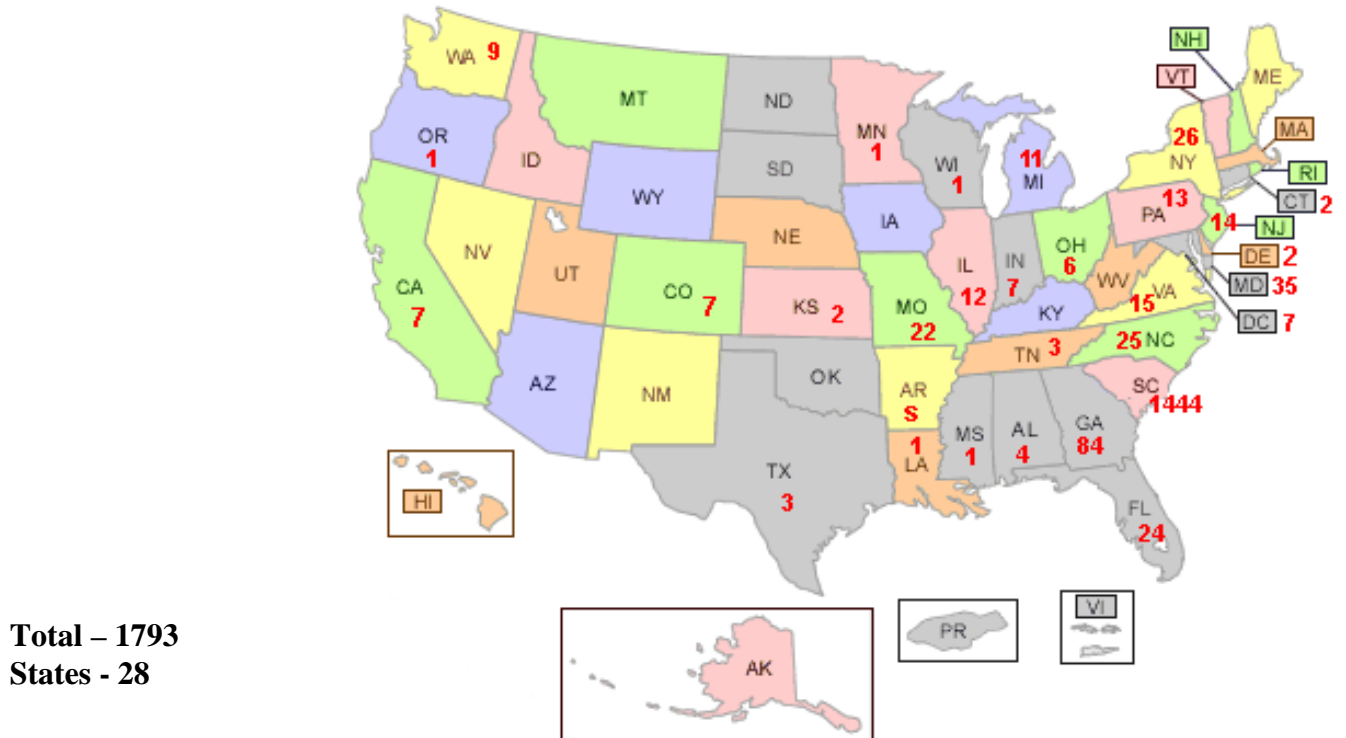 NH
WA 9
VT
ME
MT
ND
OR
1
MN
1
26
MA
ID
WI
1
11
MI
NY
SD
RI
WY
13
PA
CT 2
IA
14
NJ
NE
OH
6
NV
DE 2
UT
IL
12
IN
7
WV
CA
7
CO 7
MD 35
KS 2
MO
22
15 VA
KY
DC 7
25 NC
TN 3
OK
AZ
NM
AR
S
SC
1444
MS
1
AL
4
GA
84
1
LA
TX
3
HI
FL
24
VI
PR
Total – 1793
States - 28
AK